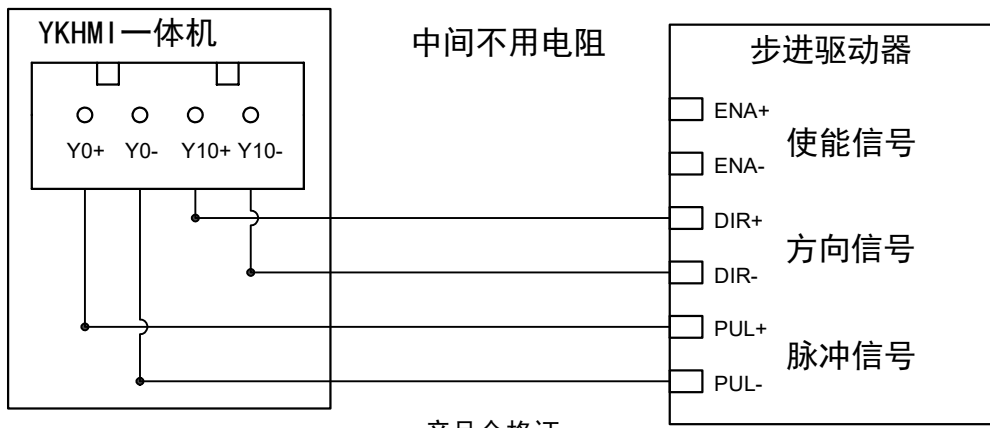 YKHMI一体机
中间不用电阻
步进驱动器
Y0+ Y0- Y10+ Y10-
ENA+
使能信号
ENA-
DIR+
方向信号
DIR-
PUL+
脉冲信号
PUL-